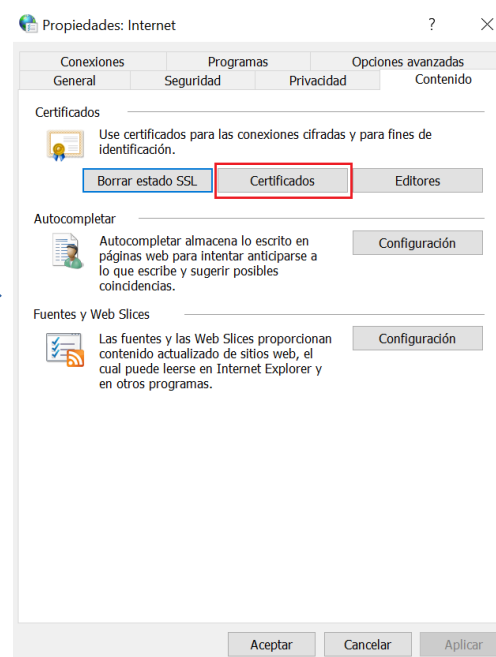 Propiedades: Internet
Conexiones Programas Opciones avanzadas
General Seguridad Privacidad Contenido
Certificados
Use certificados para las conexiones cifradas y para fines de
identificación.
Borrar estado SSL Certificados Editores
Autocompletar
Autocompletar almacena lo escrito en
páginas web para intentar anticiparse a
lo que escribe y sugerir posibles
coincidencias.
Configuración
Fuentes y Web Slices
Las fuentes y las Web Slices proporcionan
contenido actualizado de sitios web, el
cual puede leerse en Internet Explorer y
en otros programas.
Configuración
Aceptar Cancelar Aplicar